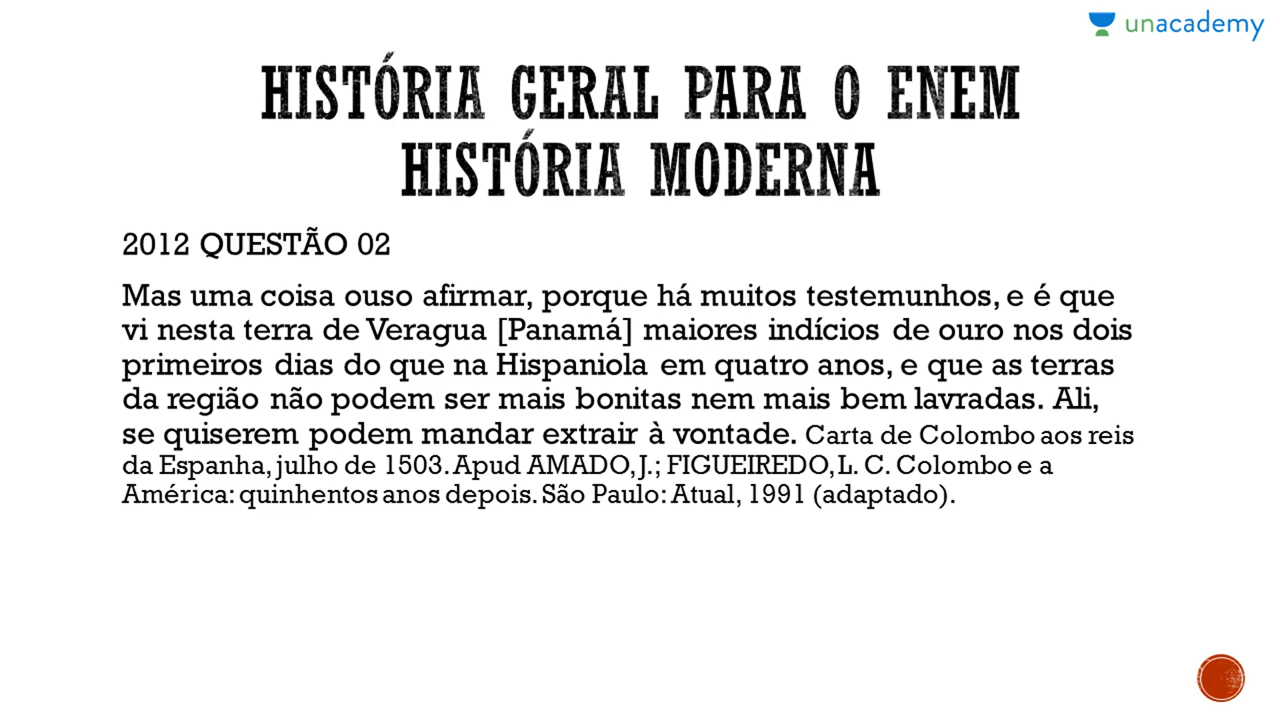 unacademy
HISTÓRIA GERAL PARA O ENEM
HISTÓRIA MODERNA
2012 QUESTÃO 02
Mas uma coisa ouso afirmar, porque há muitos testemunhos, e é que
vi nesta terra de Veragua [Panamá] maiores indícios de ouro nos dois
primeiros dias do que na Hispaniola em quatro anos, e que as terras
da região não podem ser mais bonitas nem mais bem lavradas. Ali,
se quiserem podem mandar extrair à vontade. Carta de Colombo aos reis
da Espanha, julho de 1503. Apud AMADO, J.; FIGUEIREDO, L. C. Colombo e a
América: quinhentos anos depois. São Paulo: Atual, 1991 (adaptado).